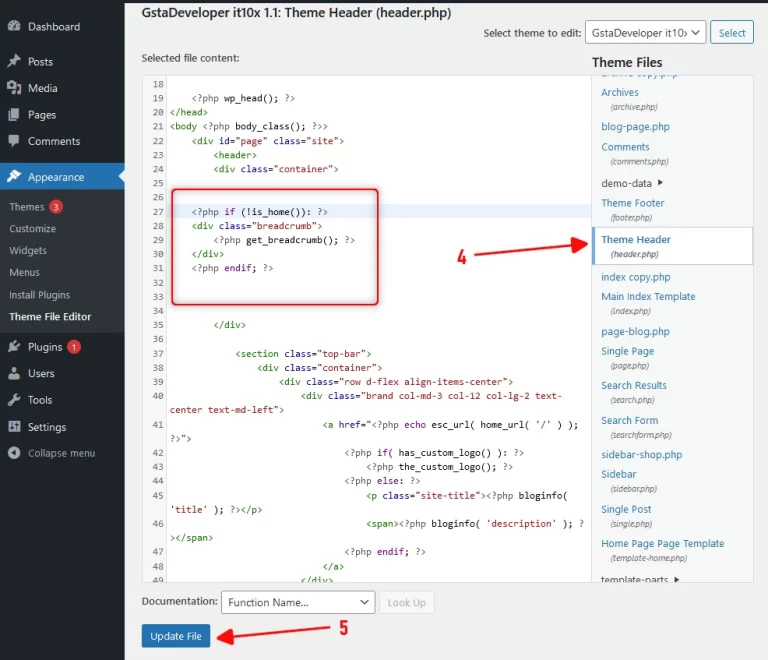 GstaDeveloper it10x 1.1: Theme Header (header.php)
Select theme to edit: GstaDeveloper it10x Select
Selected file content:
Dashboard
Posts
Media
Pages
Comments
Appearance
Themes 3
Customize
Widgets
Menus
Install Plugins
Theme File Editor
Plugins 1
Users
Tools
Settings
Collapse menu
18
19 <?php wp_head(); ?>
20 </head>
21 <body <?php body_class(); ?>>
22 <div id="page" class="site">
23 <header>
24 <div class="container">
25
26
27 <?php if (!is_home()): ?>
28 <div class="breadcrumb">
29 <?php get_breadcrumb(); ?>
30 </div>
31 <?php endif; ?>
32
33
34
35 </div>
36
37 <section class="top-bar">
38 <div class="container">
39 <div class="row d-flex align-items-center">
40 <div class="brand col-md-3 col-12 col-lg-2 text-
center text-md-left">
41 <a href="<?php echo esc_url( home_url( '/' ) );
?>">
42 <?php if( has_custom_logo() ): ?>
43 <?php the_custom_logo(); ?>
44 <?php else: ?>
45 <p class="site-title"><?php bloginfo(
'title' ); ?></p>
46 <span><?php bloginfo( 'description' ); ?
></span>
47 <?php endif; ?>
48 </a>
49 </div>
Theme Files
archive copy.php
Archives
(archive.php)
blog-page.php
Comments
(comments.php)
demo-data
Theme Footer
(footer.php)
Theme Header
(header.php)
index copy.php
Main Index Template
(index.php)
page-blog.php
Single Page
(page.php)
Search Results
(search.php)
Search Form
(searchform.php)
sidebar-shop.php
Sidebar
(sidebar.php)
Single Post
(single.php)
Home Page Page Template
(template-home.php)
template-parts
4
Documentation: Function Name... Look Up
Update File
5